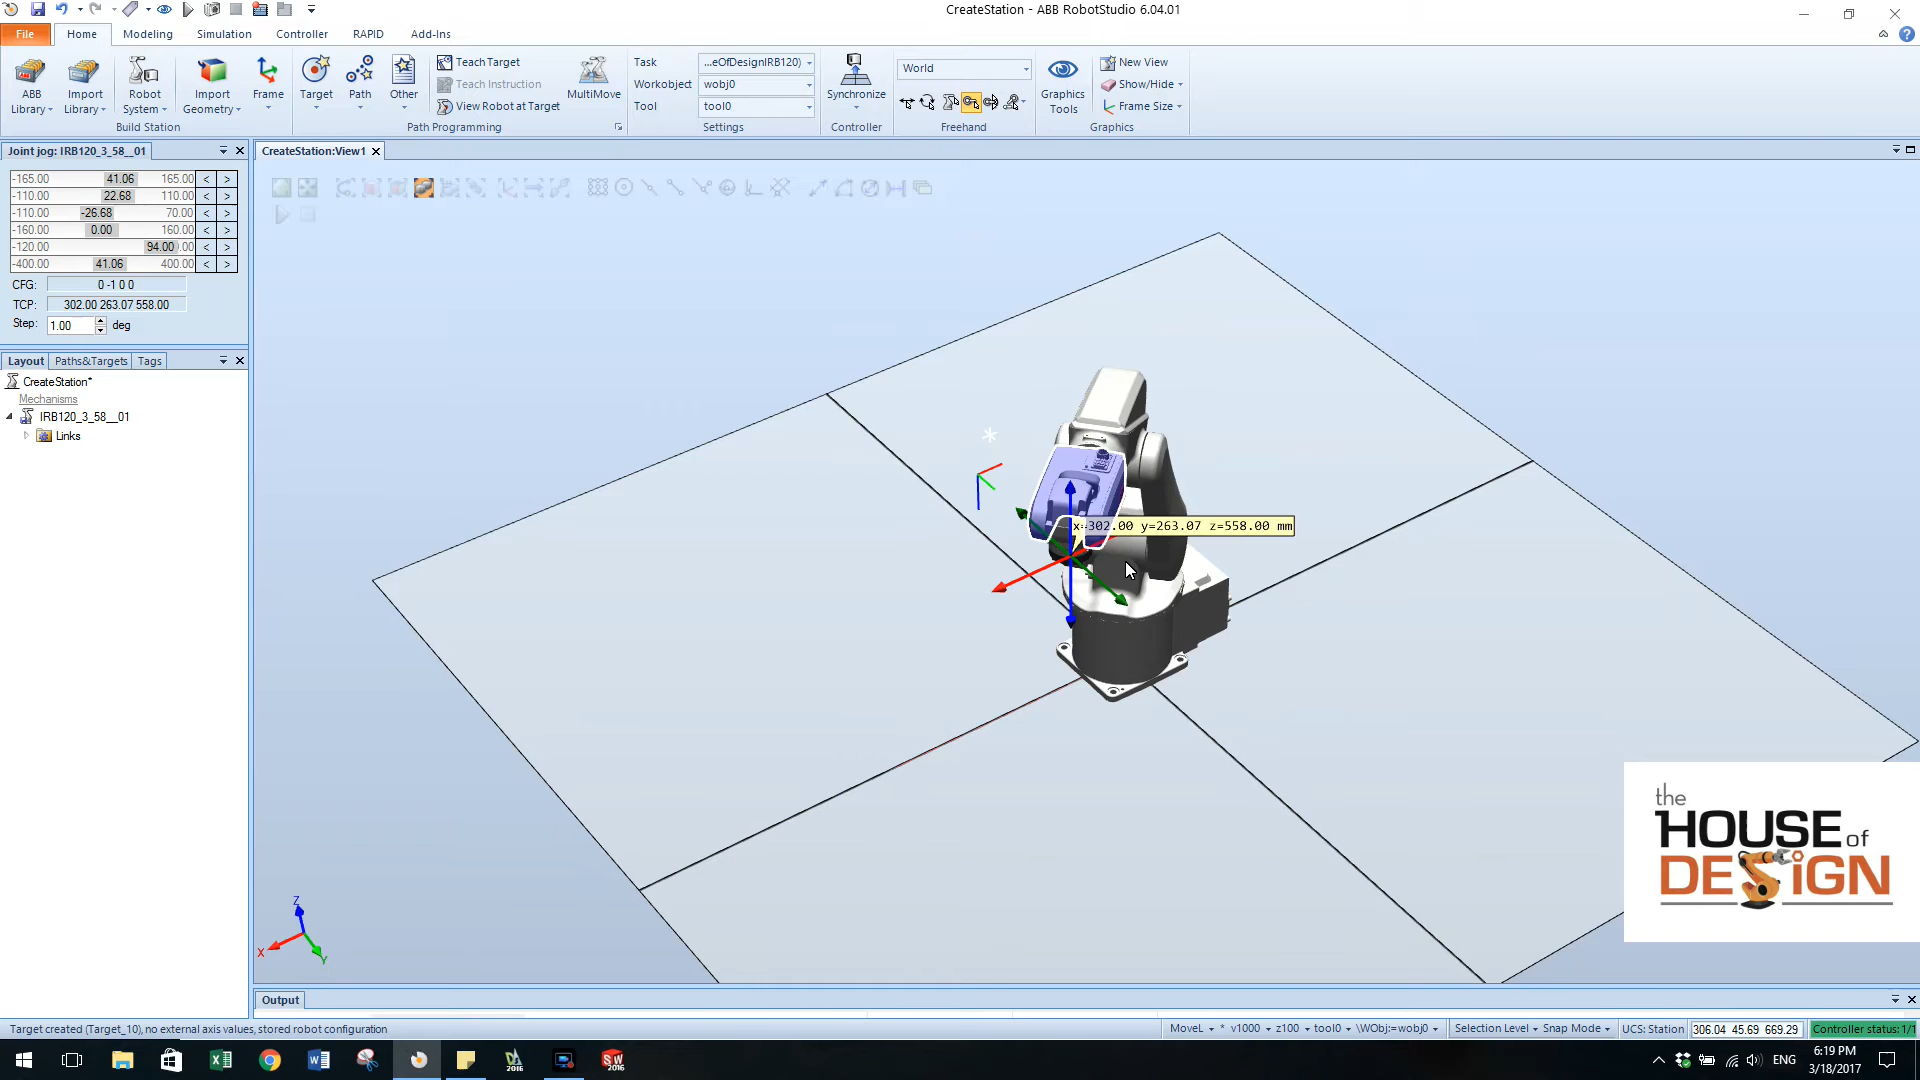 CreateStation - ABB RobotStudio 6.04.01
File Home Modeling Simulation Controller RAPID Add-Ins
ABB Library
Import Library
Robot System
Import Geometry
Frame
Build Station
Target
Path
Other
Teach Target
Teach Instruction
View Robot at Target
MultiMove
Path Programming
Task ...eOfDesignIRB120)
Workobject wobj0
Tool tool0
Settings
Synchronize
Controller
World
Freehand
Graphics Tools
New View
Show/Hide
Frame Size
Graphics
Joint jog: IRB120_3_58__01
-165.00 41.06 165.00 < >
-110.00 22.68 110.00 < >
-110.00 -26.68 70.00 < >
-160.00 0.00 160.00 < >
-120.00 94.00 .00 < >
-400.00 41.06 400.00 < >
CFG: 0 -1 0 0
TCP: 302.00 263.07 558.00
Step: 1.00 deg
Layout Paths&Targets Tags
CreateStation*
Mechanisms
IRB120_3_58__01
Links
CreateStation:View1
x=302.00 y=263.07 z=558.00 mm
Z
X
Y
the
HOUSE of
DESiGN
Output
Target created (Target_10), no external axis values, stored robot configuration
MoveL * v1000 z100 tool0 \WObj:=wobj0 Selection Level Snap Mode UCS: Station 306.04 45.69 669.29 Controller status: 1/1
2016
2016
ENG
6:19 PM
3/18/2017